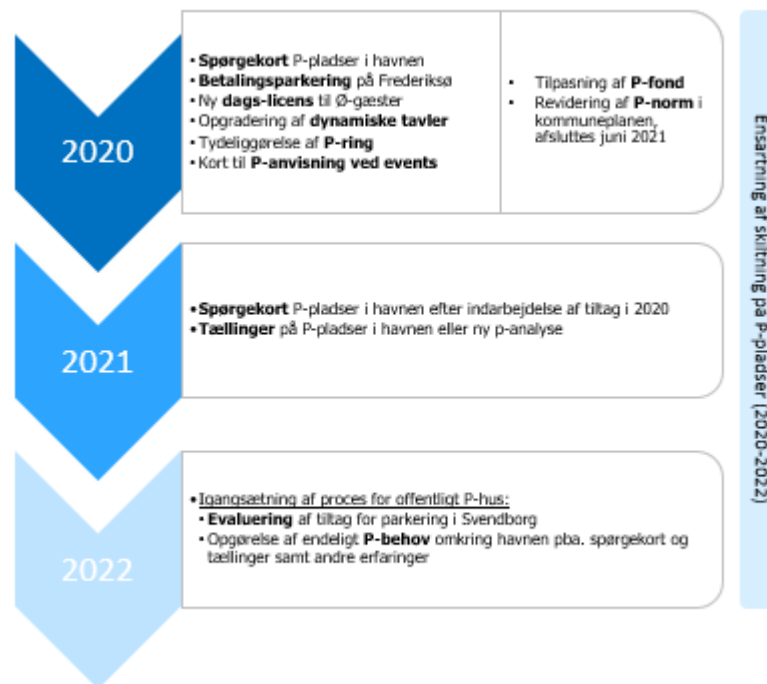 2020
• Spørgekort P-pladser i havnen
• Betalingsparkering på Frederiksø
• Ny dags-licens til Ø-gæster
• Opgradering af dynamiske tavler
• Tydeliggørelse af P-ring
• Kort til P-anvisning ved events
• Tilpasning af P-fond
• Revidering af P-norm i
kommuneplanen,
afsluttes juni 2021
2021
• Spørgekort P-pladser i havnen efter indarbejdelse af tiltag i 2020
• Tællinger på P-pladser i havnen eller ny p-analyse
2022
• Igangsætning af proces for offentligt P-hus:
• Evaluering af tiltag for parkering i Svendborg
• Opgørelse af endeligt P-behov omkring havnen pba. spørgekort og
tællinger samt andre erfaringer
Ensartning af skiltning på P-pladser (2020-2022)